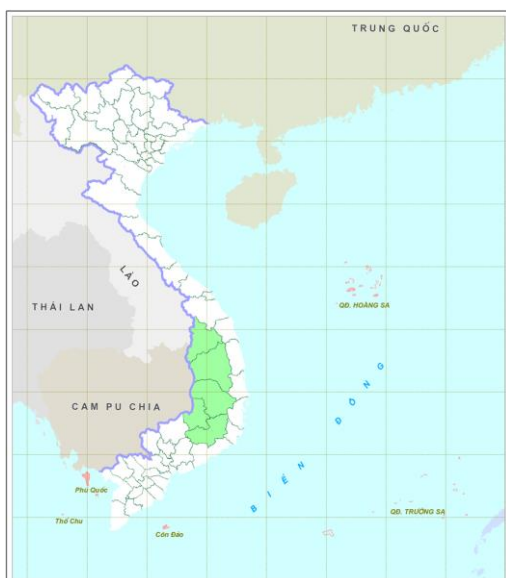 TRUNG QUỐC
LÀO
QĐ. HOÀNG SA
THÁI LAN
CAM PU CHIA
BIỂN ĐÔNG
Phú Quốc
QĐ. TRƯỜNG SA
Thổ Chu
Côn Đảo